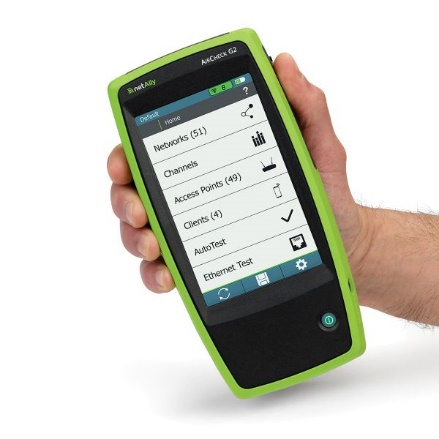 netAlly
AIRCHECK G2
Default
Home
?
Networks (51)
Channels
Access Points (49)
Clients (4)
AutoTest
Ethernet Test